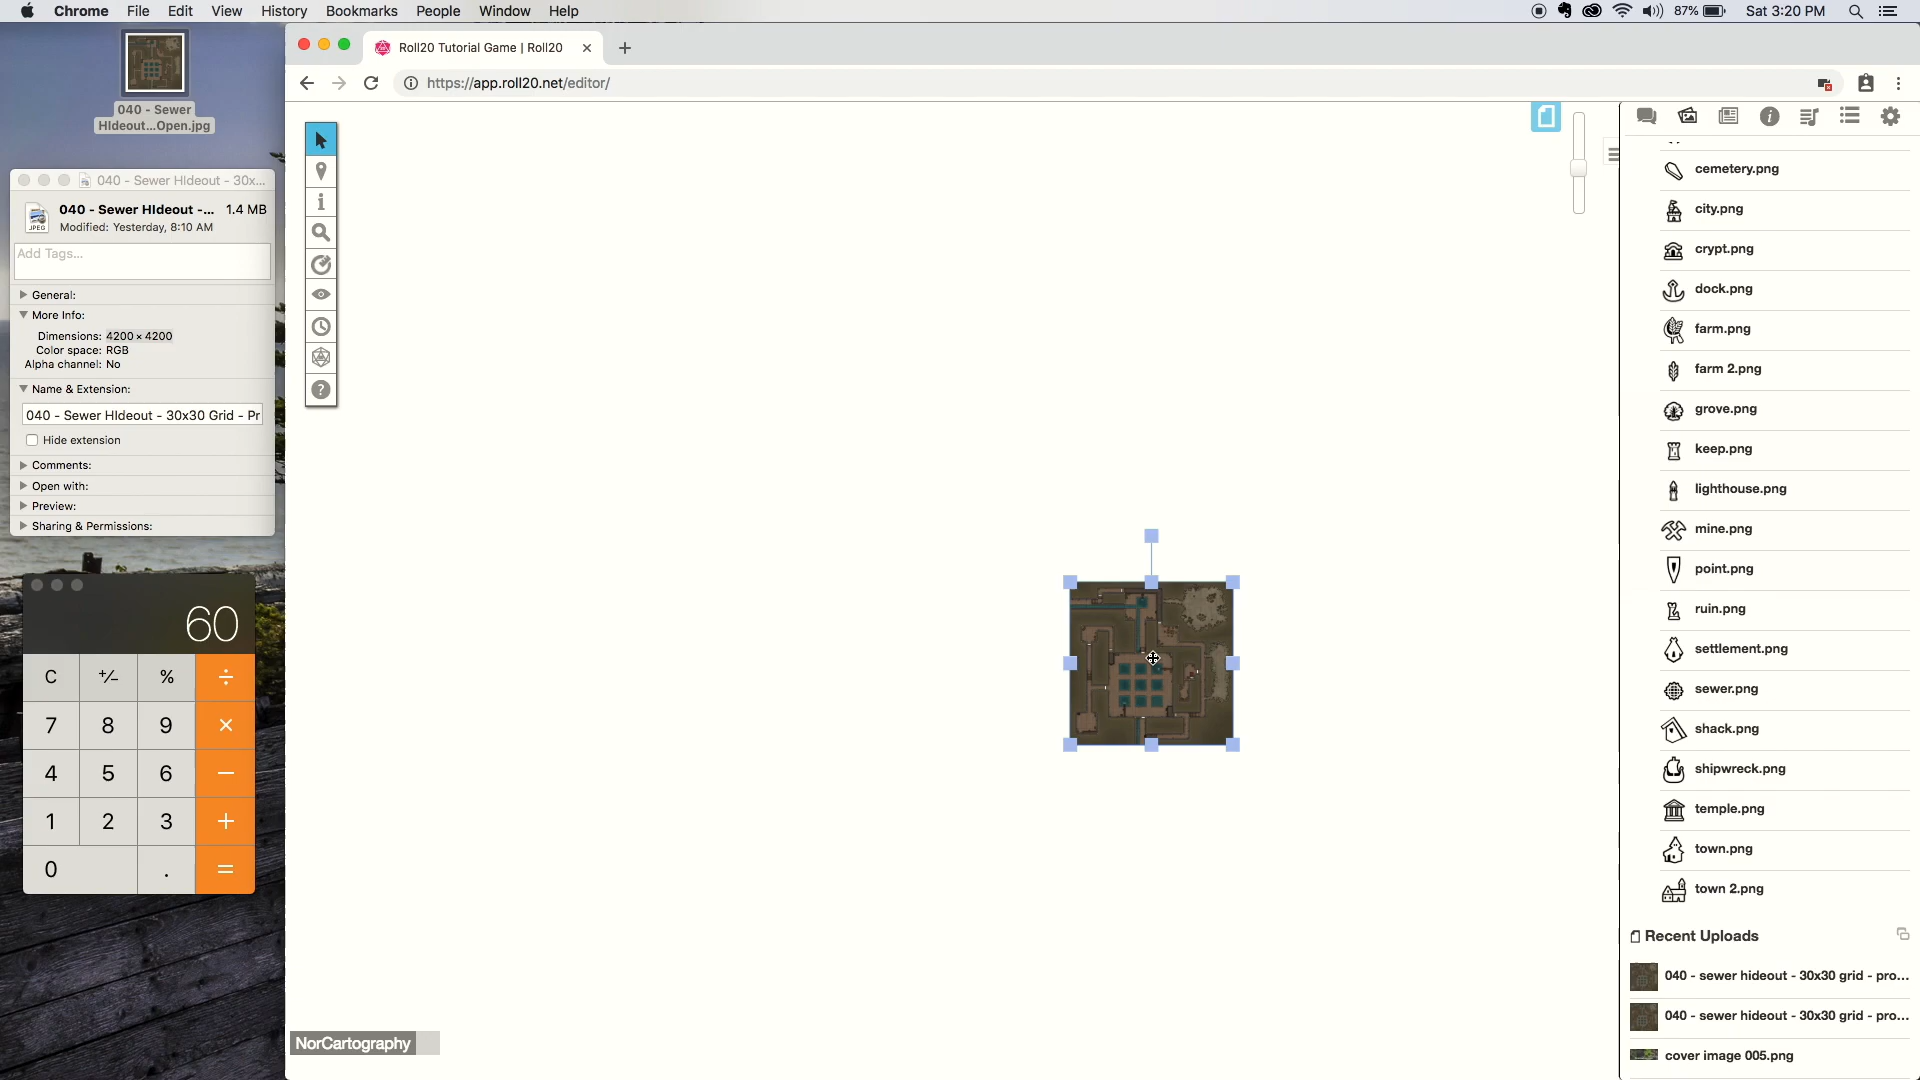 Chrome File Edit View History Bookmarks People Window Help 87% Sat 3:20 PM
040 - Sewer
HIdeout...Open.jpg
Roll20 Tutorial Game | Roll20
https://app.roll20.net/editor/
040 - Sewer HIdeout - 30x...
040 - Sewer HIdeout -... 1.4 MB
JPEG
Modified: Yesterday, 8:10 AM
Add Tags...
General:
More Info:
Dimensions: 4200 × 4200
Color space: RGB
Alpha channel: No
Name & Extension:
040 - Sewer HIdeout - 30x30 Grid - Pr
Hide extension
Comments:
Open with:
Preview:
Sharing & Permissions:
60
C +/− % ÷
7 8 9 ×
4 5 6 −
1 2 3 +
0 . =
NorCartography
cemetery.png
city.png
crypt.png
dock.png
farm.png
farm 2.png
grove.png
keep.png
lighthouse.png
mine.png
point.png
ruin.png
settlement.png
sewer.png
shack.png
shipwreck.png
temple.png
town.png
town 2.png
Recent Uploads
040 - sewer hideout - 30x30 grid - pro...
040 - sewer hideout - 30x30 grid - pro...
cover image 005.png